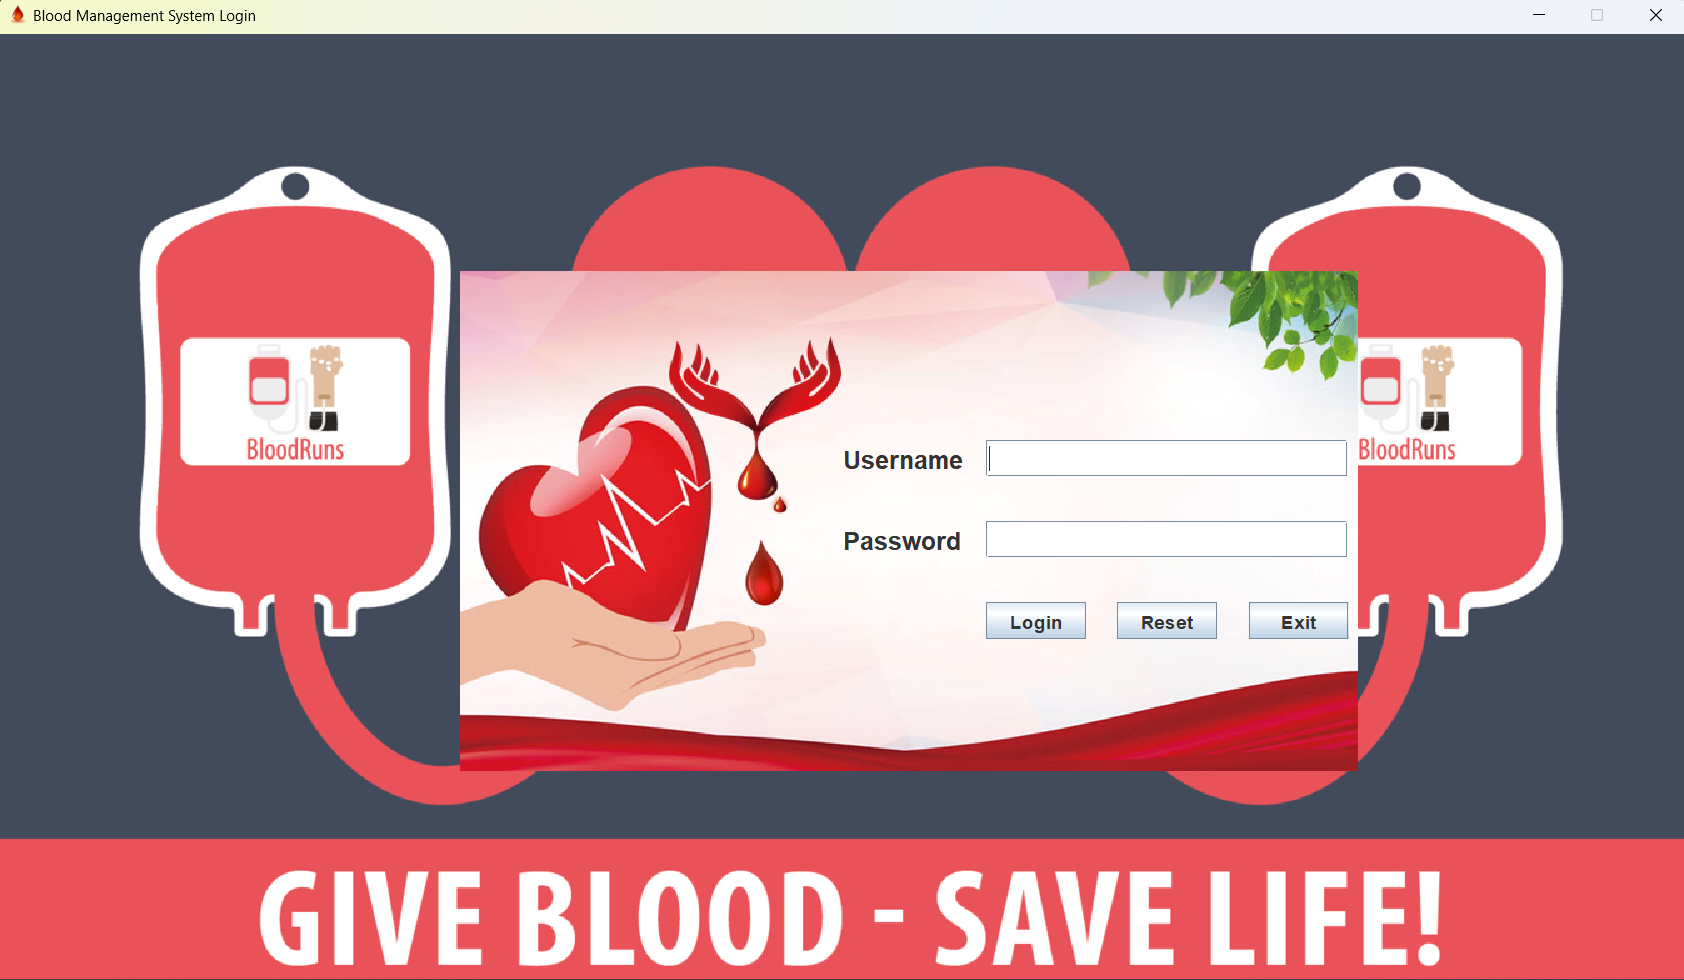 Blood Management System Login
BloodRuns
BloodRuns
Username
Password
Login Reset Exit
GIVE BLOOD - SAVE LIFE!